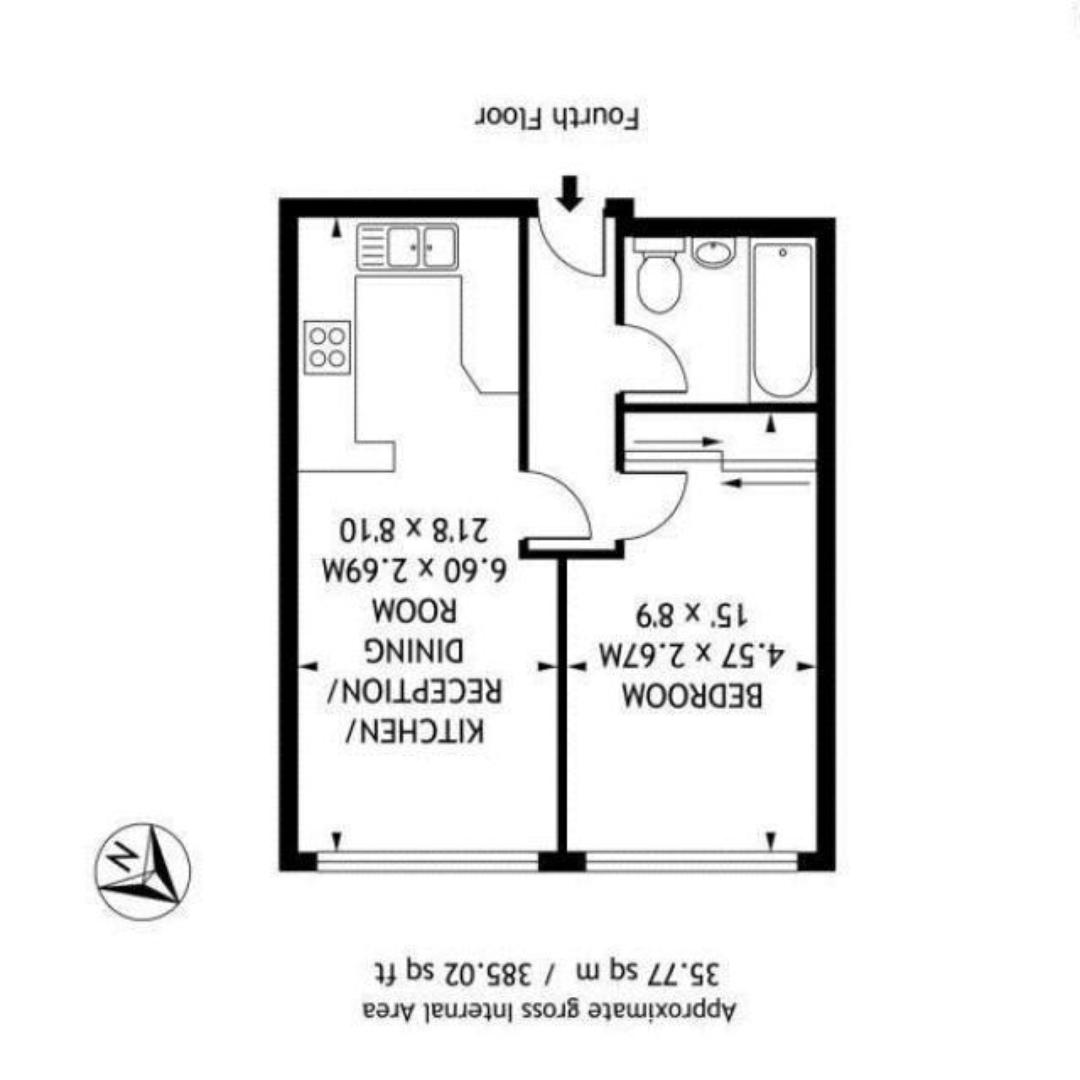 Approximate gross Internal Area
35.77 sq m / 385.02 sq ft
N
KITCHEN/
RECEPTION/
DINING
ROOM
6.60 x 2.69M
21'8 x 8'10
BEDROOM
4.57 x 2.67M
15' x 8'9
Fourth Floor